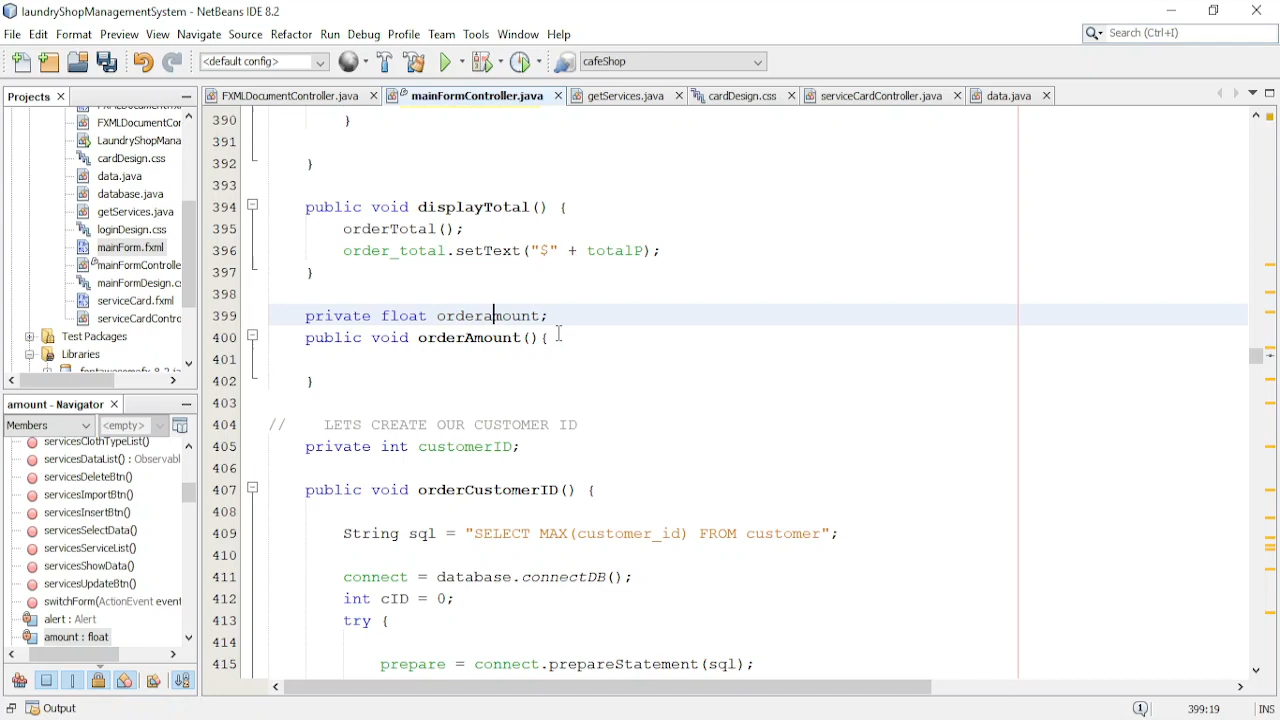 laundryShopManagementSystem - NetBeans IDE 8.2
File Edit Format Preview View Navigate Source Refactor Run Debug Profile Team Tools Window Help
Search (Ctrl+I)
<default config>
cafeShop
Projects
FXMLDocumentController.java
mainFormController.java
getServices.java
cardDesign.css
serviceCardController.java
data.java
FXMLDocumentCor
LaundryShopMana
cardDesign.css
data.java
database.java
getServices.java
loginDesign.css
mainForm.fxml
mainFormControlle
mainFormDesign.cs
serviceCard.fxml
serviceCardContro
Test Packages
Libraries
amount - Navigator
Members
<empty>
servicesClothTypeList()
servicesDataList() : Observabl
servicesDeleteBtn()
servicesImportBtn()
servicesInsertBtn()
servicesSelectData()
servicesServiceList()
servicesShowData()
servicesUpdateBtn()
switchForm(ActionEvent event
alert : Alert
amount : float
390 }
391
392 }
393
394 public void displayTotal() {
395 orderTotal();
396 order_total.setText("$" + totalP);
397 }
398
399 private float orderamount;
400 public void orderAmount(){
401
402 }
403
404 // LETS CREATE OUR CUSTOMER ID
405 private int customerID;
406
407 public void orderCustomerID() {
408
409 String sql = "SELECT MAX(customer_id) FROM customer";
410
411 connect = database.connectDB();
412 int cID = 0;
413 try {
414
415 prepare = connect.prepareStatement(sql);
Output
1
399:19
INS